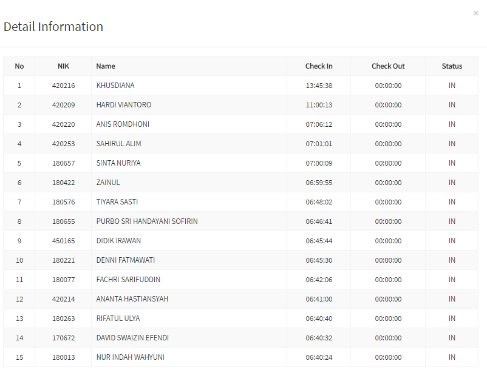 ×
Detail Information
No NIK Name Check In Check Out Status
1 420216 KHUSDIANA 13:45:38 00:00:00 IN
2 420209 HARDI VIANTORO 11:00:13 00:00:00 IN
3 420220 ANIS ROMDHONI 07:06:12 00:00:00 IN
4 420253 SAHIRUL ALIM 07:01:01 00:00:00 IN
5 180657 SINTA NURIYA 07:00:09 00:00:00 IN
6 180422 ZAINUL 06:59:55 00:00:00 IN
7 180576 TIYARA SASTI 06:48:02 00:00:00 IN
8 180655 PURBO SRI HANDAYANI SOFIRIN 06:46:41 00:00:00 IN
9 450165 DIDIK IRAWAN 06:45:44 00:00:00 IN
10 180221 DENNI FATMAWATI 06:45:30 00:00:00 IN
11 180077 FACHRI SARIFUDDIN 06:42:06 00:00:00 IN
12 420214 ANANTA HASTIANSYAH 06:41:00 00:00:00 IN
13 180263 RIFATUL ULYA 06:40:40 00:00:00 IN
14 170672 DAVID SWAIZIN EFENDI 06:40:32 00:00:00 IN
15 180013 NUR INDAH WAHYUNI 06:40:24 00:00:00 IN